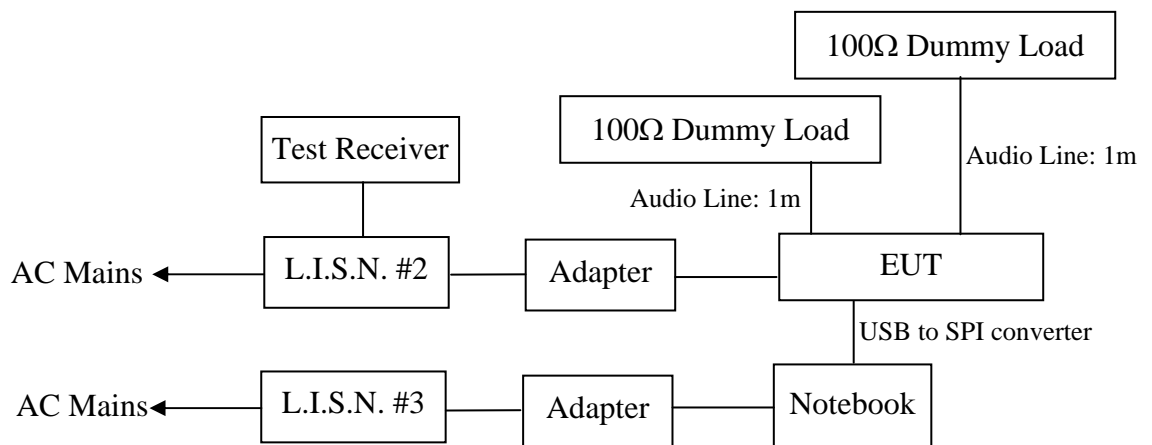 100Ω Dummy Load
100Ω Dummy Load
Test Receiver
Audio Line: 1m
Audio Line: 1m
AC Mains
L.I.S.N. #2
Adapter
EUT
USB to SPI converter
AC Mains
L.I.S.N. #3
Adapter
Notebook